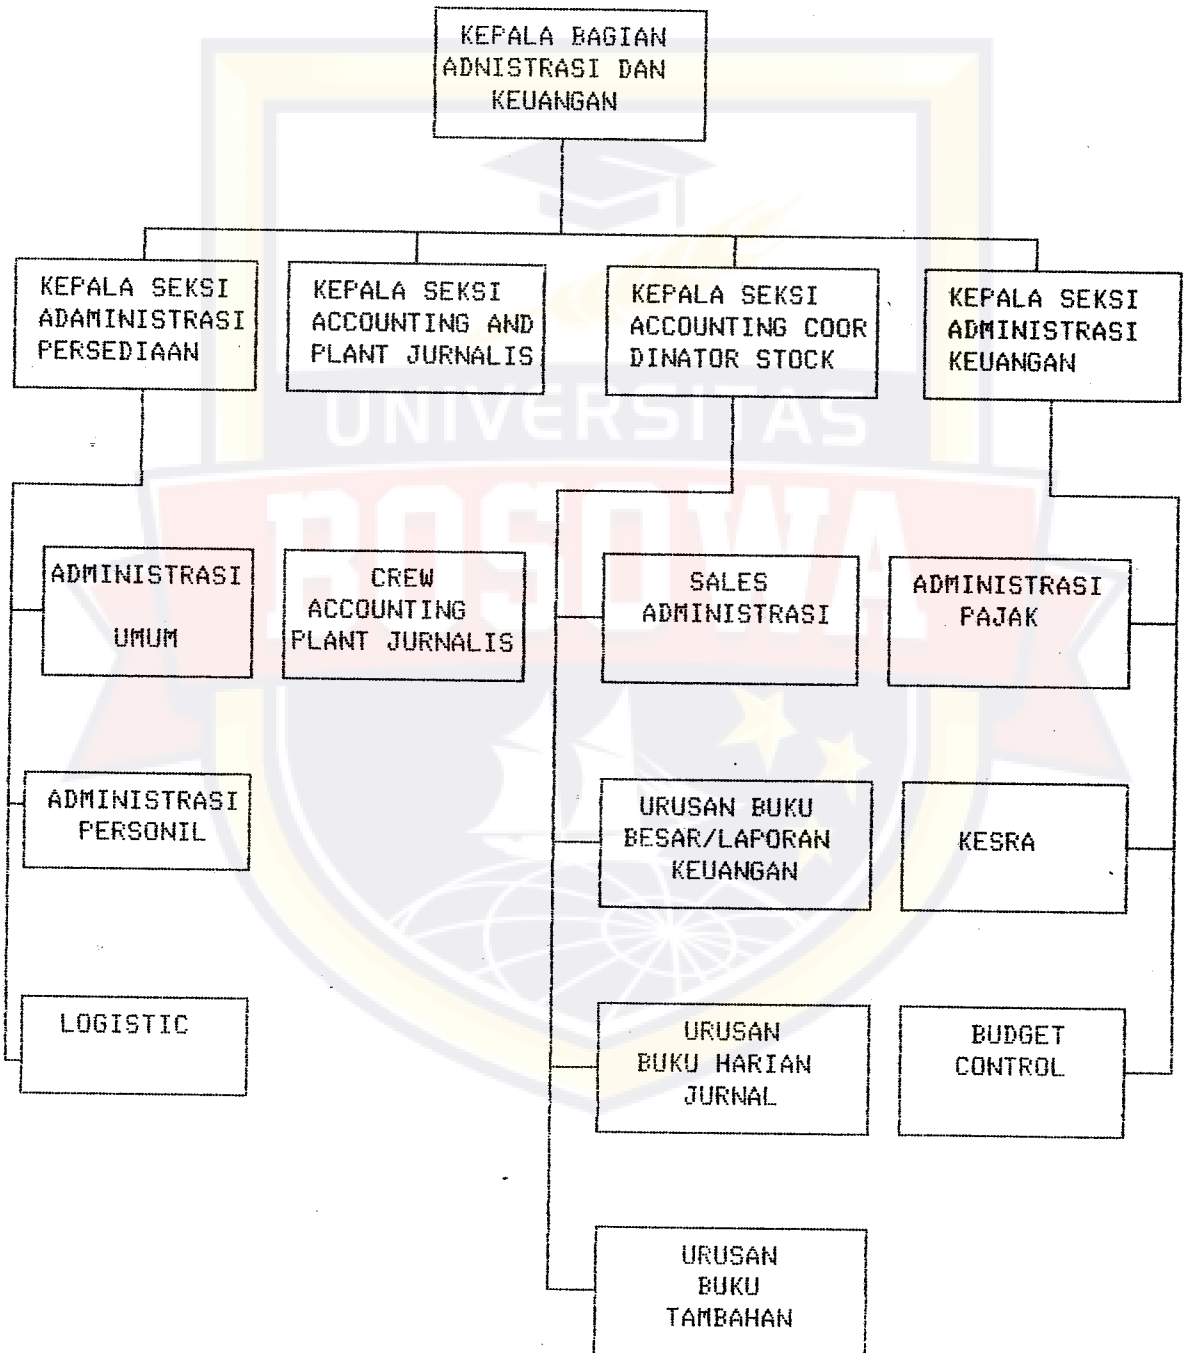 KEPALA BAGIAN
ADNISTRASI DAN
KEUANGAN
KEPALA SEKSI
ADAMINISTRASI
PERSEDIAAN
KEPALA SEKSI
ACCOUNTING AND
PLANT JURNALIS
KEPALA SEKSI
ACCOUNTING COOR
DINATOR STOCK
KEPALA SEKSI
ADMINISTRASI
KEUANGAN
UNIVERSITAS
BOSOWA
ADMINISTRASI
UMUM
CREW
ACCOUNTING
PLANT JURNALIS
SALES
ADMINISTRASI
ADMINISTRASI
PAJAK
ADMINISTRASI
PERSONIL
URUSAN BUKU
BESAR/LAPORAN
KEUANGAN
KESRA
LOGISTIC
URUSAN
BUKU HARIAN
JURNAL
BUDGET
CONTROL
URUSAN
BUKU
TAMBAHAN